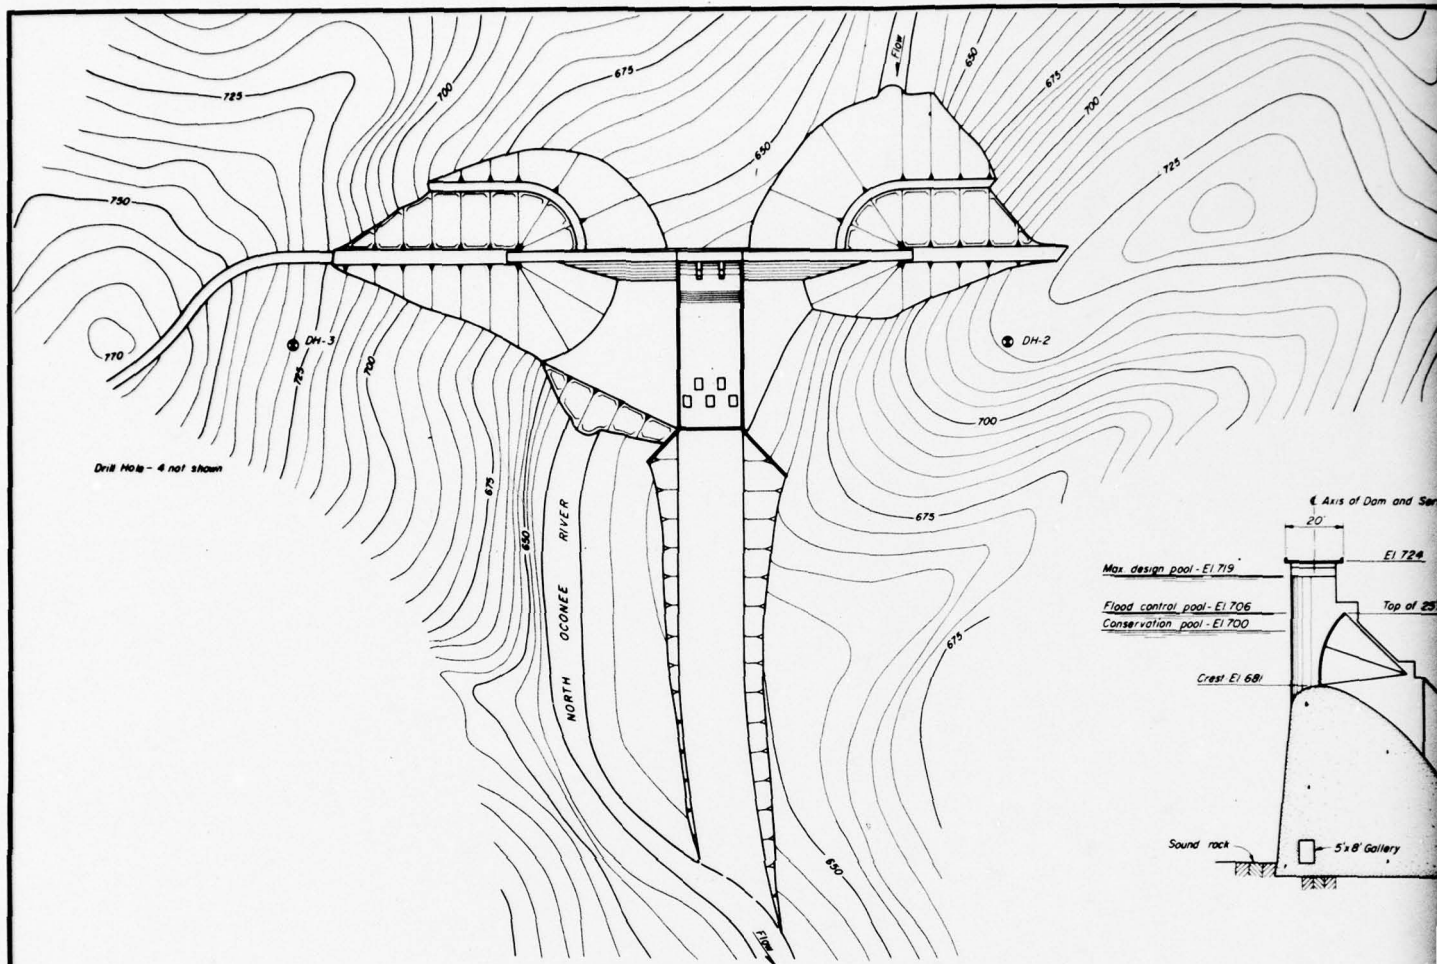 Flow
650
675
700
675
700
725
650
725
750
770
DH-3
DH-2
725
700
700
Drill Hole - 4 not shown
675
650
NORTH OCONEE RIVER
675
675
650
Flow
℄ Axis of Dam and
20'
El 724
Max. design pool - El 719
Flood control pool - El 706
Top of
Conservation pool - El 700
Crest El 681
Sound rock
5'x8' Gallery